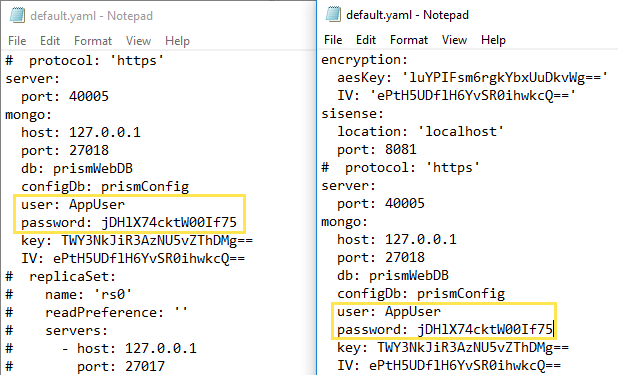 default.yaml - Notepad
File Edit Format View Help
#  protocol: 'https'
server:
  port: 40005
mongo:
  host: 127.0.0.1
  port: 27018
  db: prismWebDB
  configDb: prismConfig
  user: AppUser
  password: jDHlX74cktW00If75
  key: TWY3NkJiR3AzNU5vZThDMg==
  IV: ePtH5UDflH6YvSR0ihwkcQ==
#  replicaSet:
#    name: 'rs0'
#    readPreference: ''
#    servers:
#      - host: 127.0.0.1
#        port: 27017
default.yaml - Notepad
File Edit Format View Help
encryption:
  aesKey: 'luYPIFsm6rgkYbxUuDkvWg=='
  IV: 'ePtH5UDflH6YvSR0ihwkcQ=='
sisense:
  location: 'localhost'
  port: 8081
#  protocol: 'https'
server:
  port: 40005
mongo:
  host: 127.0.0.1
  port: 27018
  db: prismWebDB
  configDb: prismConfig
  user: AppUser
  password: jDHlX74cktW00If75
  key: TWY3NkJiR3AzNU5vZThDMg==
  IV: ePtH5UDflH6YvSR0ihwkcQ==